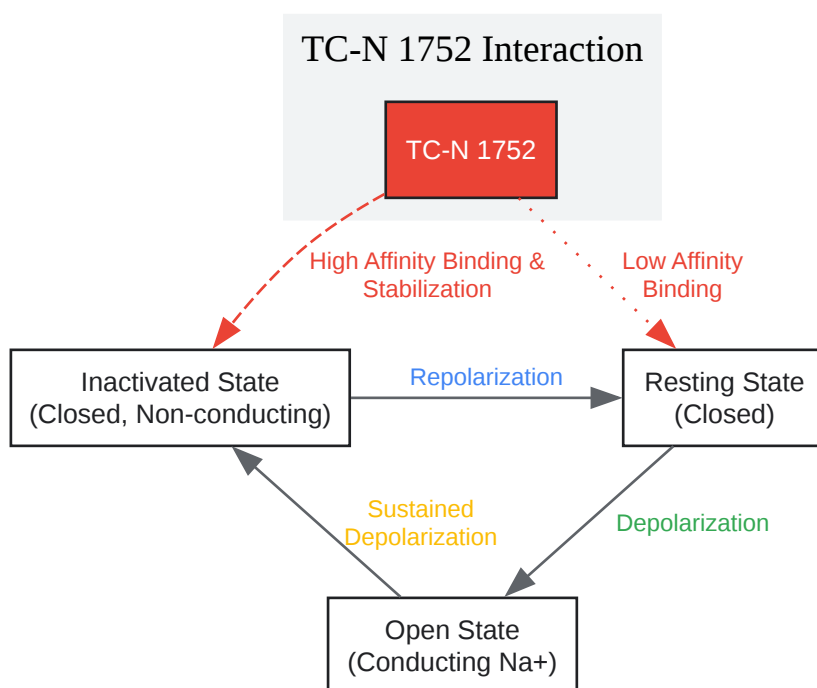 TC-N 1752 Interaction
TC-N 1752
High Affinity Binding &
Stabilization
Low Affinity
Binding
Inactivated State
(Closed, Non-conducting)
Repolarization
Resting State
(Closed)
Sustained
Depolarization
Depolarization
Open State
(Conducting Na+)